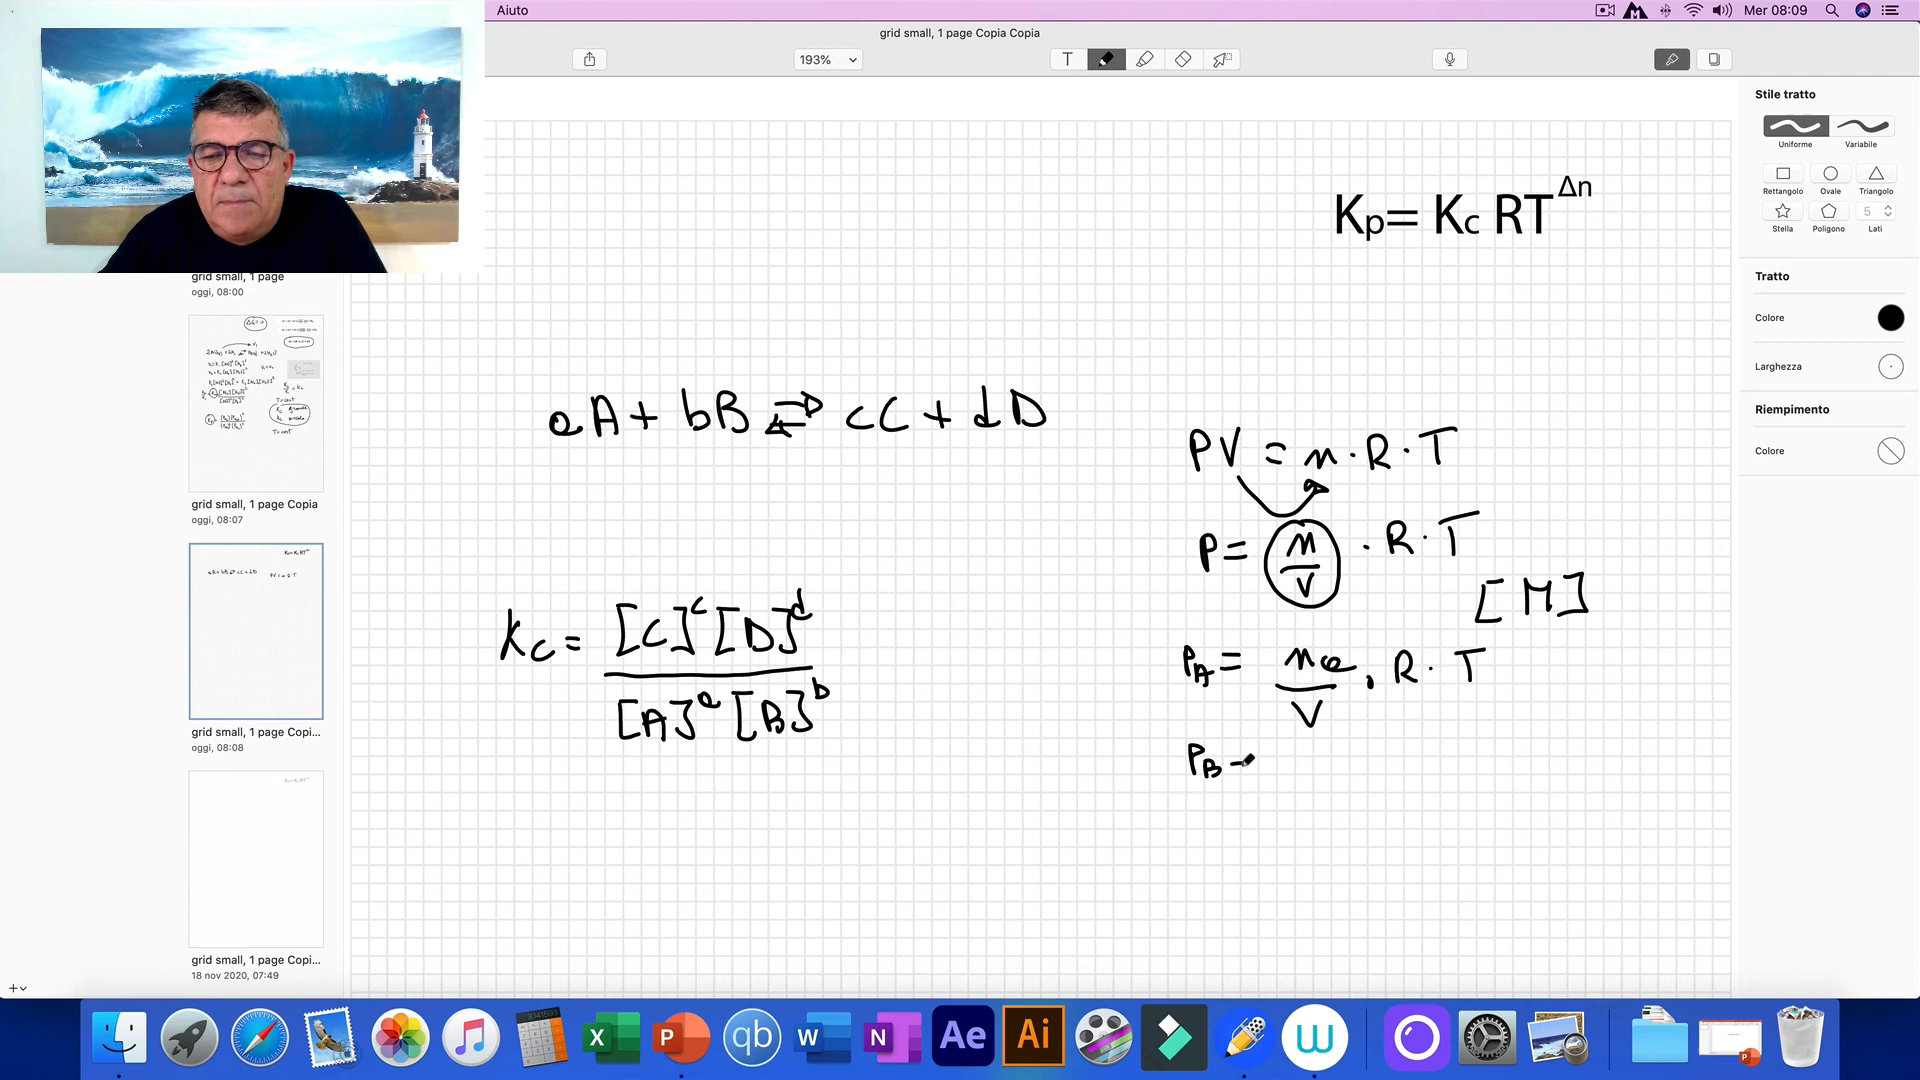 Aiuto
Mer 08:09
grid small, 1 page Copia Copia
193%
T
Stile tratto
Uniforme
Variabile
Rettangolo
Ovale
Triangolo
5
Stella
Poligono
Lati
Tratto
Colore
Larghezza
Riempimento
Colore
grid small, 1 page
oggi, 08:00
grid small, 1 page Copia
oggi, 08:07
grid small, 1 page Copi...
oggi, 08:08
grid small, 1 page Copi...
18 nov 2020, 07:49
Kp= Kc RT^Δn
aA + bB ⇄ cC + dD
Kc = [C]^c [D]^d / [A]^a [B]^b
PV = n · R · T
P = n/V · R · T
[M]
PA = na/V · R · T
PB -
X
P
qb
W
N
Ae
Ai
W
P